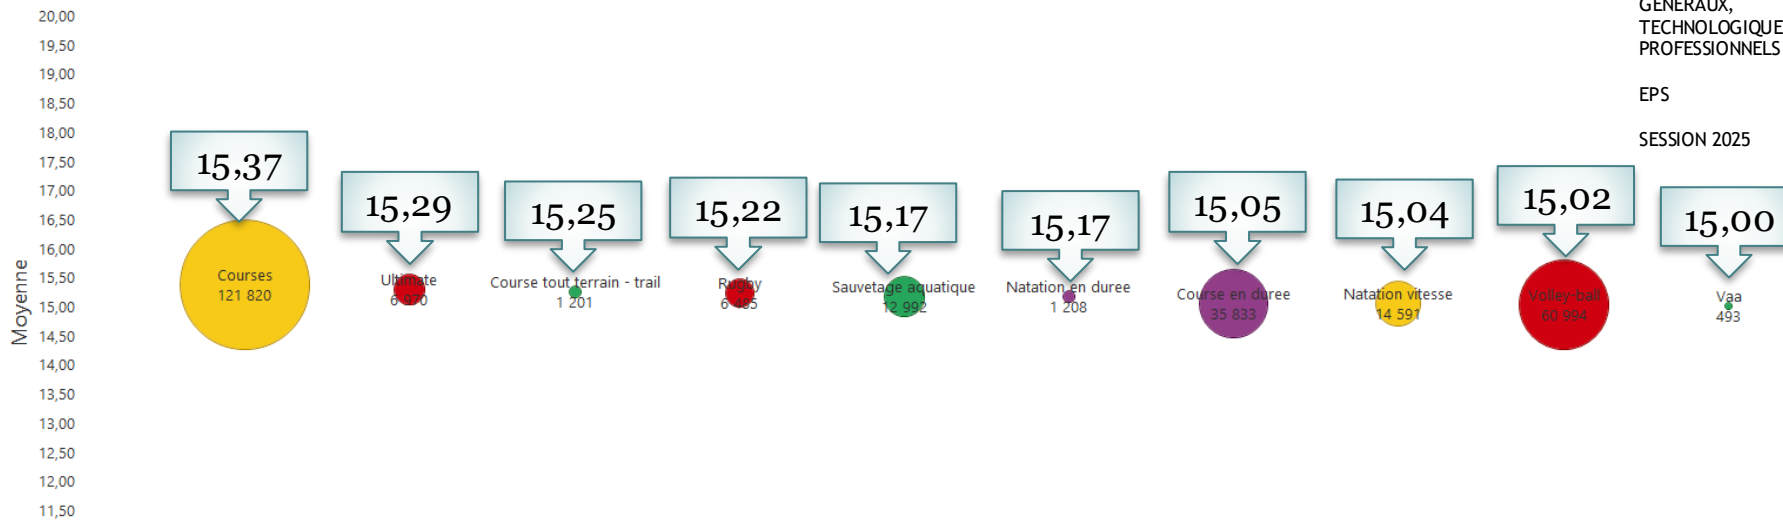 GÉNÉRAUX,
TECHNOLOGIQUE
PROFESSIONNELS
EPS
SESSION 2025
20,00
19,50
19,00
18,50
18,00
17,50
17,00
16,50
16,00
15,50
15,00
14,50
14,00
13,50
13,00
12,50
12,00
11,50
Moyenne
15,37
Courses
121 820
15,29
Ultimate
6 970
15,25
Course tout terrain - trail
1 201
15,22
Rugby
6 485
15,17
Sauvetage aquatique
12 992
15,17
Natation en duree
1 208
15,05
Course en duree
35 833
15,04
Natation vitesse
14 591
15,02
Volley-ball
60 994
15,00
Vaa
493